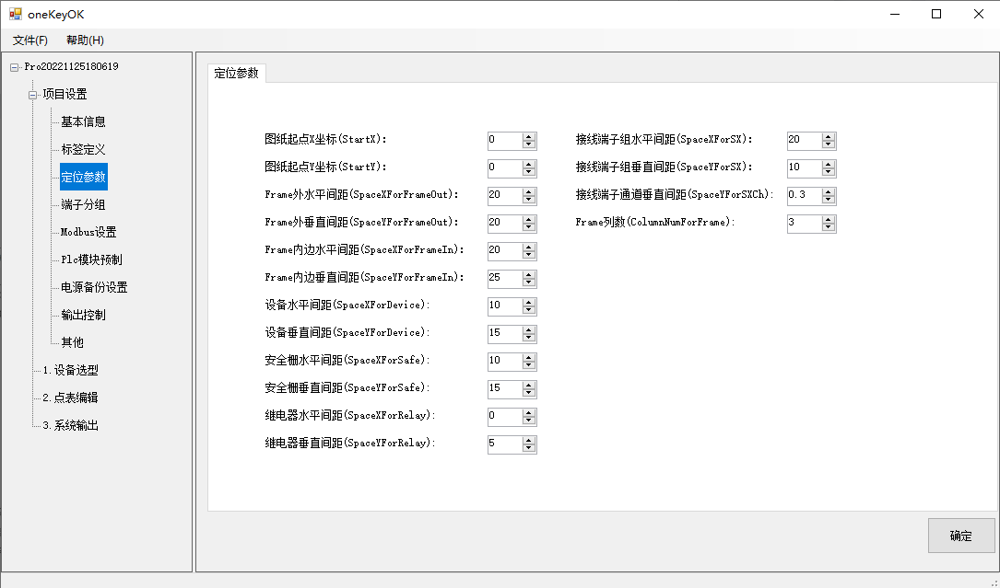 oneKeyOK
文件(F) 帮助(H)
Pro20221125180619
项目设置
基本信息
标签定义
定位参数
端子分组
Modbus设置
Plc模块预制
电源备份设置
输出控制
其他
1.设备选型
2.点表编辑
3.系统输出
定位参数
图纸起点X坐标(StartX): 0
图纸起点Y坐标(StartY): 0
Frame外水平间距(SpaceXForFrameOut): 20
Frame外垂直间距(SpaceYForFrameOut): 20
Frame内边水平间距(SpaceXForFrameIn): 20
Frame内边垂直间距(SpaceYForFrameIn): 25
设备水平间距(SpaceXForDevice): 10
设备垂直间距(SpaceYForDevice): 15
安全栅水平间距(SpaceXForSafe): 10
安全栅垂直间距(SpaceYForSafe): 15
继电器水平间距(SpaceXForRelay): 0
继电器垂直间距(SpaceYForRelay): 5
接线端子组水平间距(SpaceXForSX): 20
接线端子组垂直间距(SpaceYForSX): 10
接线端子通道垂直间距(SpaceYForSXCh): 0.3
Frame列数(ColumnNumForFrame): 3
确定